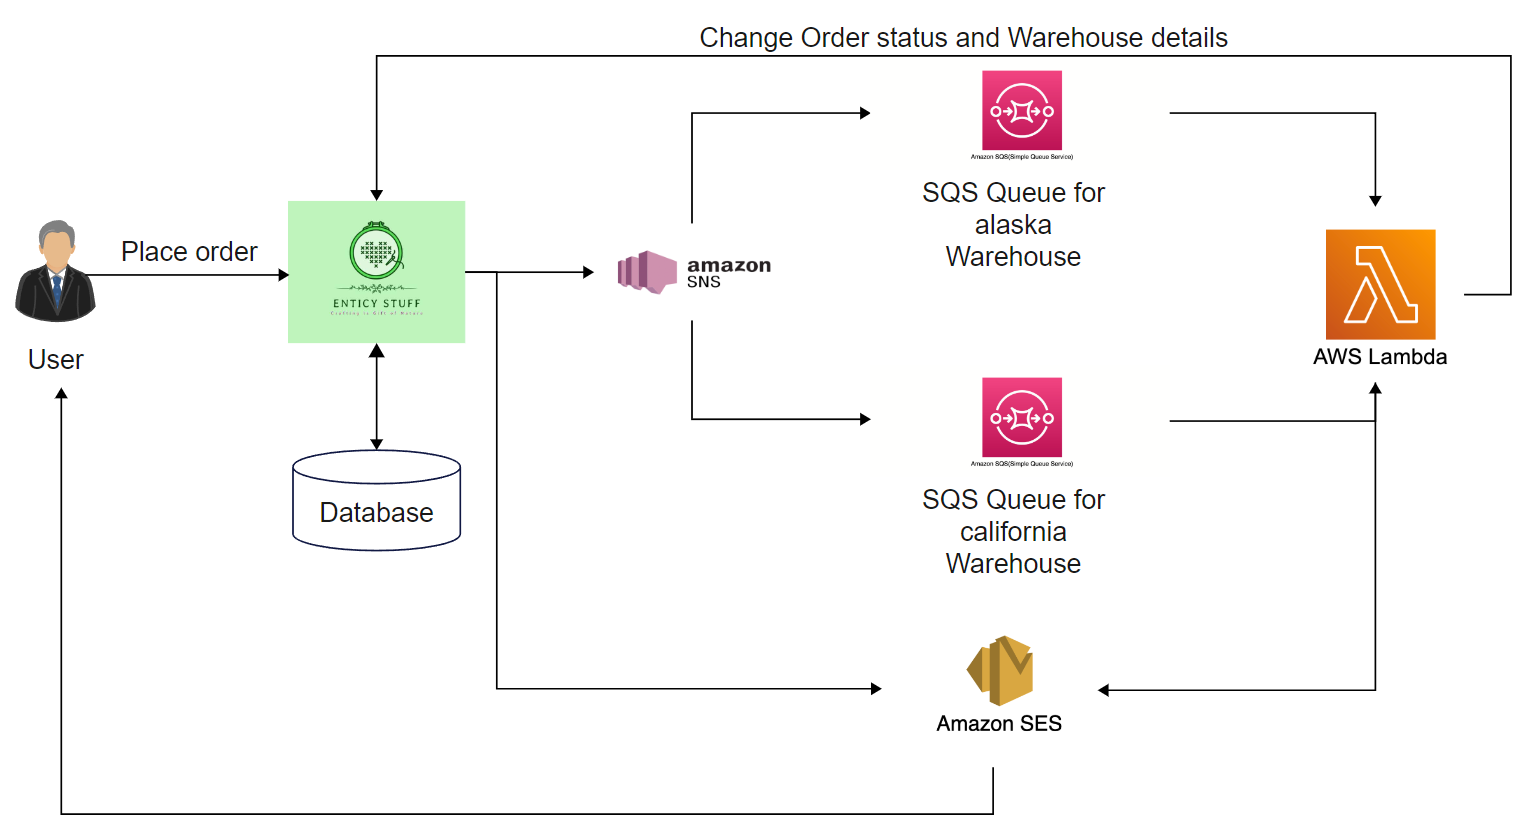 Change Order status and Warehouse details
Amazon SQS(Simple Queue Service)
SQS Queue for
alaska
Warehouse
Place order
ENTICY STUFF
Crafting is Gift of Nature
amazon
SNS
User
AWS Lambda
Amazon SQS(Simple Queue Service)
SQS Queue for
california
Warehouse
Database
Amazon SES